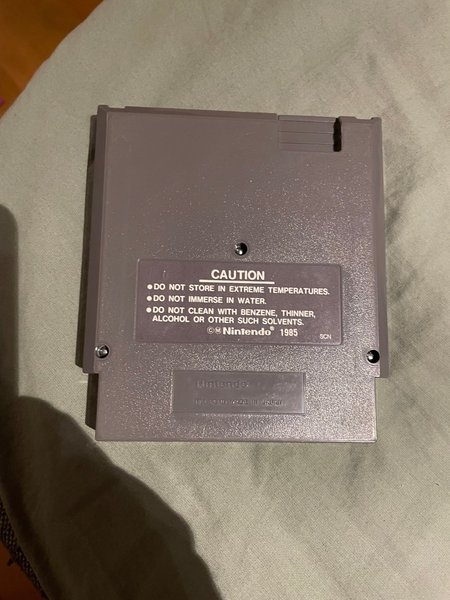 CAUTION
●DO NOT STORE IN EXTREME TEMPERATURES.
●DO NOT IMMERSE IN WATER.
●DO NOT CLEAN WITH BENZENE, THINNER,
ALCOHOL OR OTHER SUCH SOLVENTS.
©M Nintendo® 1985
SCN
Nintendo